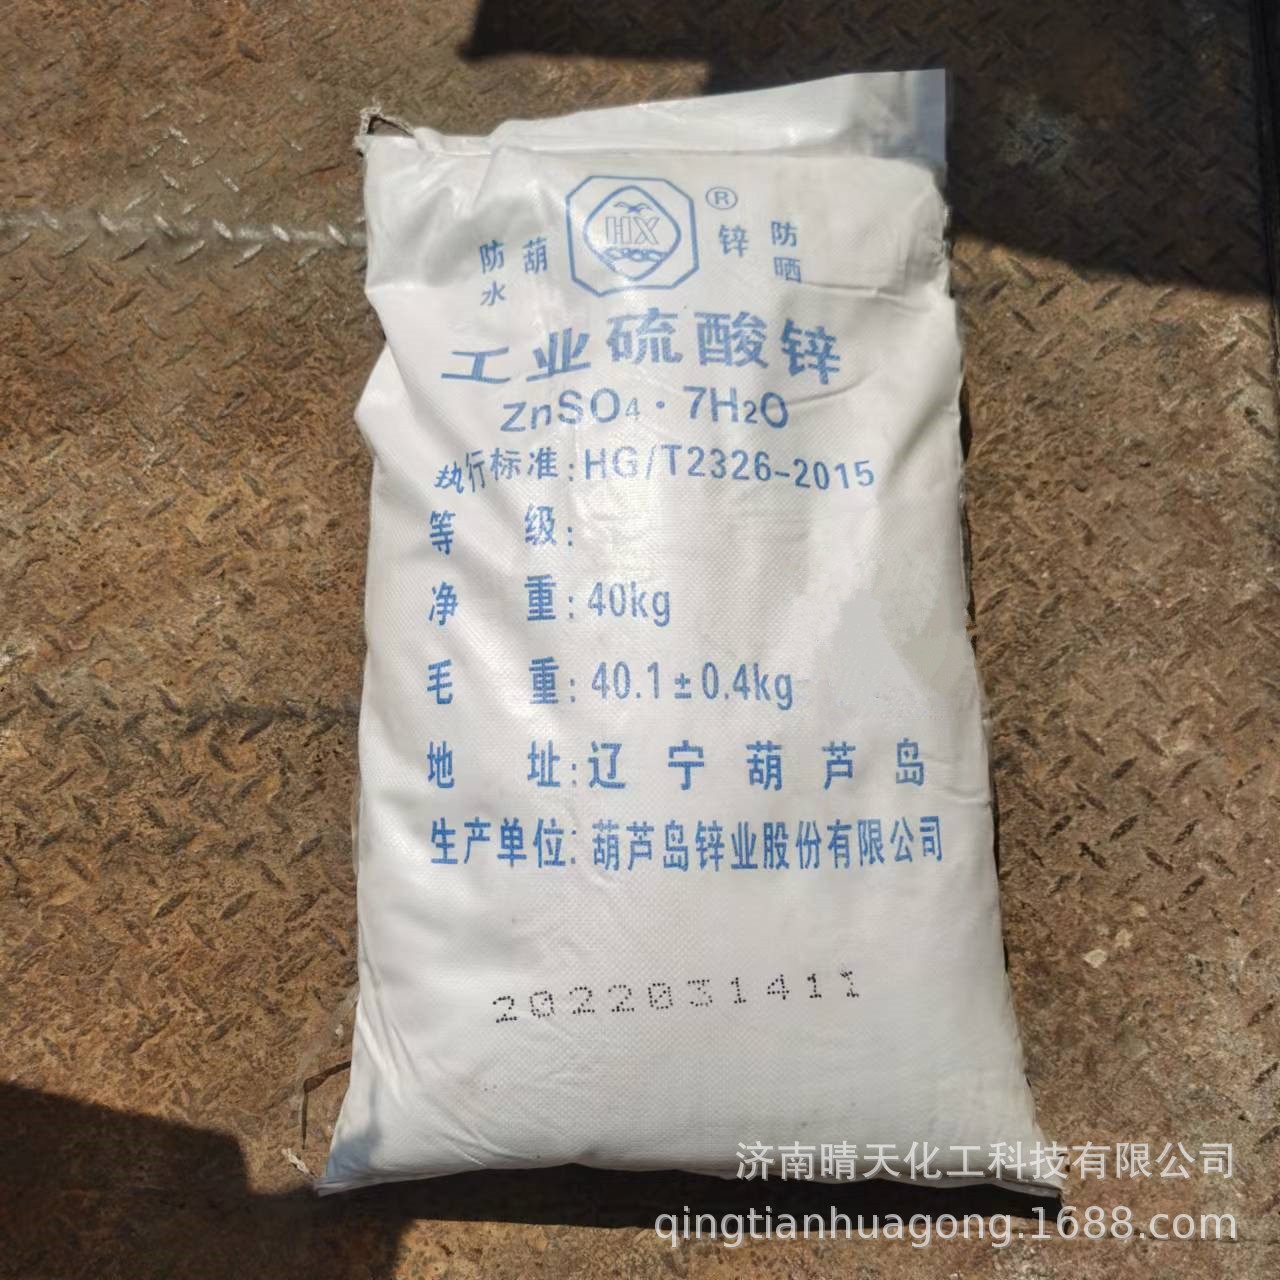 HX ®
防水 葫 锌 防晒
工业硫酸锌
ZnSO4·7H2O
执行标准:HG/T2326-2015
等级:
净重:40kg
毛重:40.1±0.4kg
地址:辽宁葫芦岛
生产单位:葫芦岛锌业股份有限公司
202203141 1
济南晴天化工科技有限公司
qingtianhuagong.1688.com